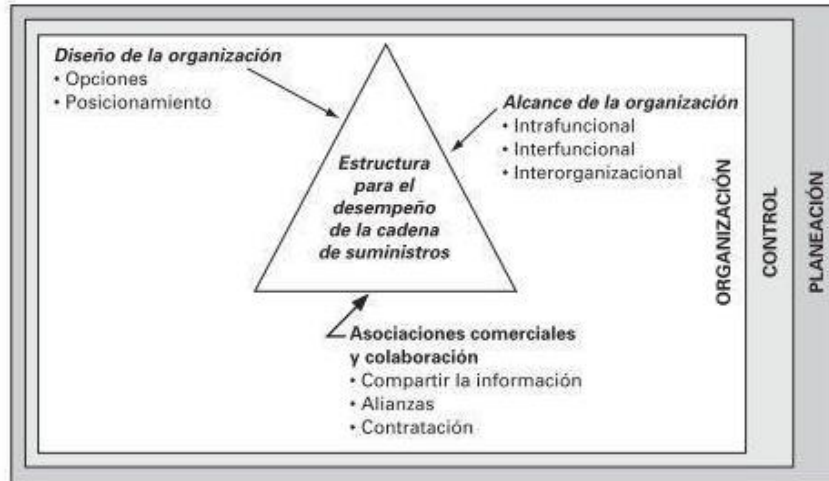 Diseño de la organización
• Opciones
• Posicionamiento
Alcance de la organización
• Intrafuncional
• Interfuncional
• Interorganizacional
Estructura
para el
desempeño
de la cadena
de suministros
Asociaciones comerciales
y colaboración
• Compartir la información
• Alianzas
• Contratación
ORGANIZACIÓN
CONTROL
PLANEACIÓN